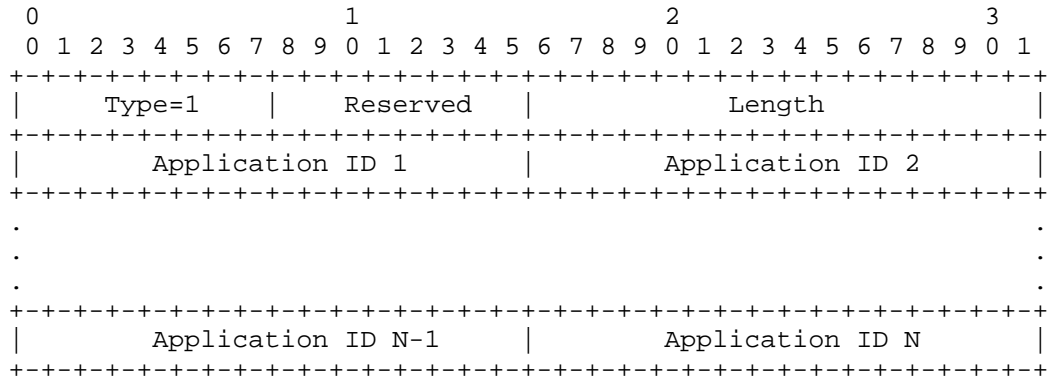 0                   1                   2                   3
 0 1 2 3 4 5 6 7 8 9 0 1 2 3 4 5 6 7 8 9 0 1 2 3 4 5 6 7 8 9 0 1
+-+-+-+-+-+-+-+-+-+-+-+-+-+-+-+-+-+-+-+-+-+-+-+-+-+-+-+-+-+-+-+-+
|     Type=1    |    Reserved   |            Length             |
+-+-+-+-+-+-+-+-+-+-+-+-+-+-+-+-+-+-+-+-+-+-+-+-+-+-+-+-+-+-+-+-+
|        Application ID 1       |        Application ID 2       |
+-+-+-+-+-+-+-+-+-+-+-+-+-+-+-+-+-+-+-+-+-+-+-+-+-+-+-+-+-+-+-+-+
.                                                               .
.                                                               .
.                                                               .
+-+-+-+-+-+-+-+-+-+-+-+-+-+-+-+-+-+-+-+-+-+-+-+-+-+-+-+-+-+-+-+-+
|        Application ID N-1     |        Application ID N       |
+-+-+-+-+-+-+-+-+-+-+-+-+-+-+-+-+-+-+-+-+-+-+-+-+-+-+-+-+-+-+-+-+